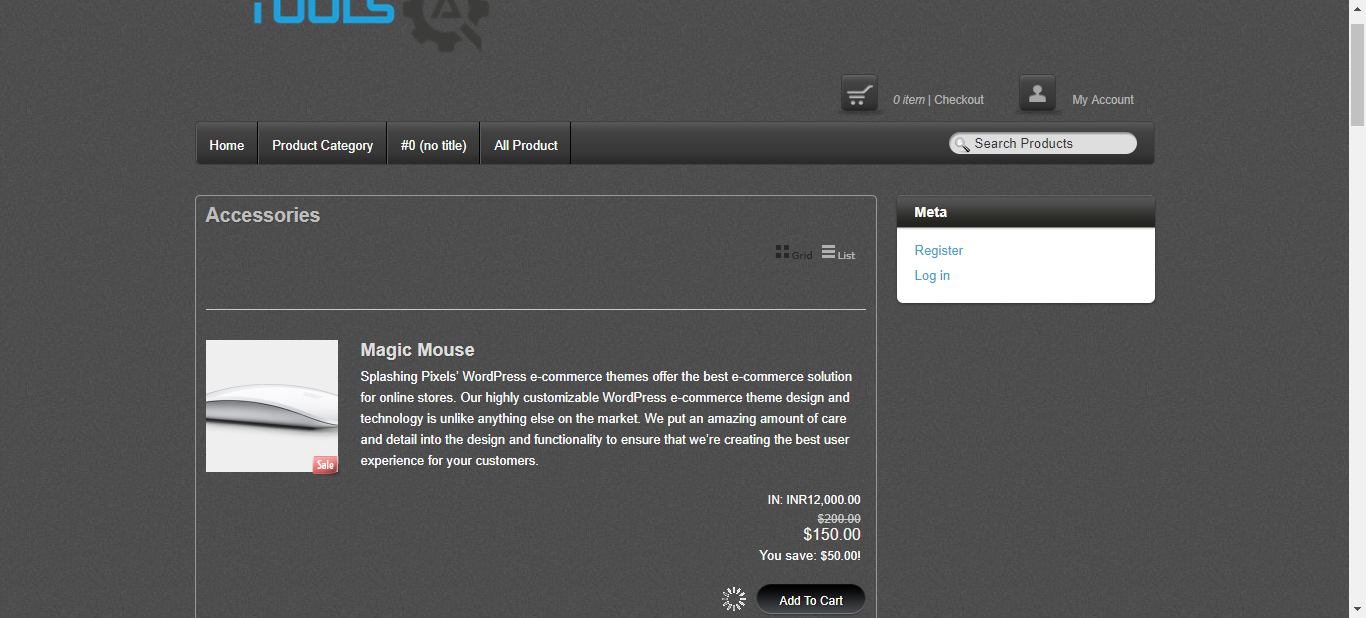 TOOLS
0 item | Checkout
My Account
Home
Product Category
#0 (no title)
All Product
Search Products
Accessories
Grid
List
Meta
Register
Log in
Magic Mouse
Splashing Pixels’ WordPress e-commerce themes offer the best e-commerce solution
for online stores. Our highly customizable WordPress e-commerce theme design and
technology is unlike anything else on the market. We put an amazing amount of care
and detail into the design and functionality to ensure that we’re creating the best user
experience for your customers.
Sale
IN: INR12,000.00
$200.00
$150.00
You save: $50.00!
Add To Cart